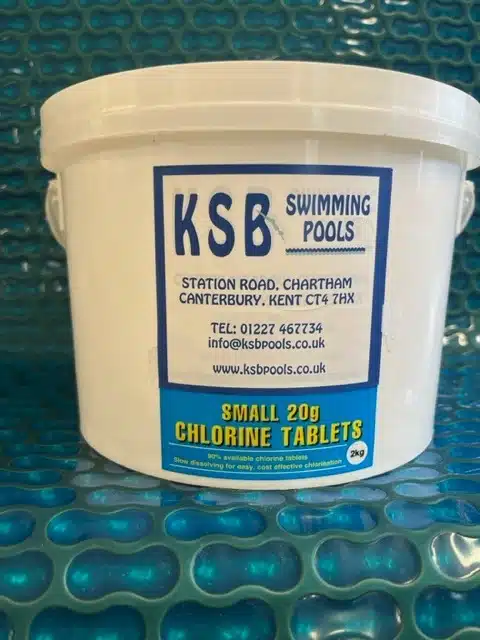 KSB SWIMMING
POOLS
STATION ROAD, CHARTHAM
CANTERBURY, KENT CT4 7HX
TEL: 01227 467734
info@ksbpools.co.uk
www.ksbpools.co.uk
SMALL 20g
CHLORINE TABLETS
90% available chlorine tablets
Slow dissolving for easy, cost effective chlorination
2kg